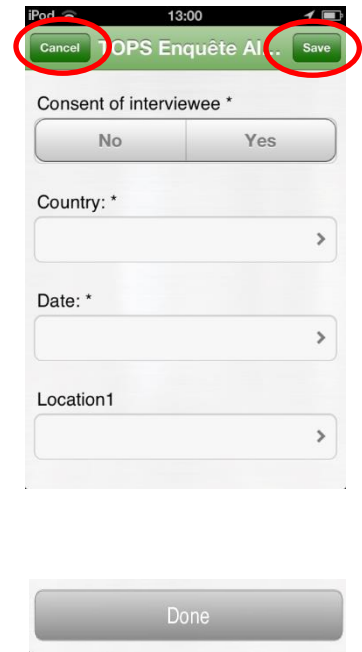 iPod 13:00
Cancel TOPS Enquête Al... Save
Consent of interviewee *
No Yes
Country: *
Date: *
Location1
Done